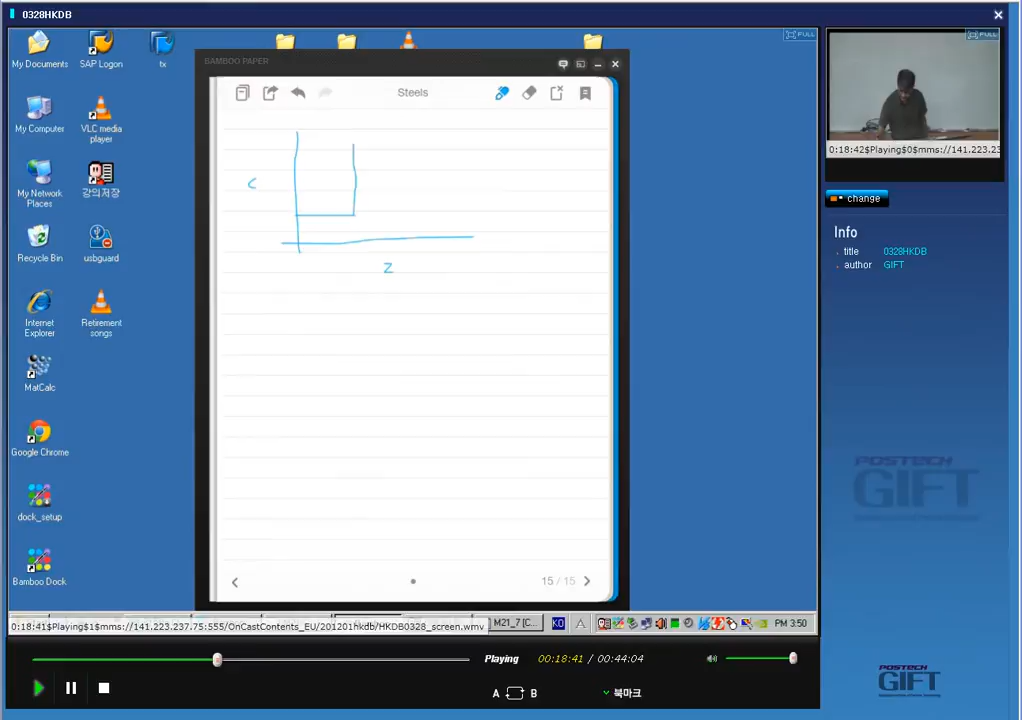 0328HKDB
My Documents
SAP Logon
fx
BAMBOO PAPER
FULL
FULL
Steels
My Computer
VLC media
player
0:18:42$Playing$0$mms://141.223.23
My Network
Places
강의저장
c
z
change
Info
. title 0328HKDB
. author GIFT
Recycle Bin
usbguard
Internet
Explorer
Retirement
songs
MatCalc
Google Chrome
dock_setup
Bamboo Dock
POSTECH
GIFT
15 / 15
0:18:41$Playing$1$mms://141.223.237.75:555/OnCastContents_EU/201201hkdb/HKDB0328_screen.wmv
M21_7 [C...
KO
A
PM 3:50
Playing
00:18:41 / 00:44:04
A B
북마크
POSTECH
GIFT